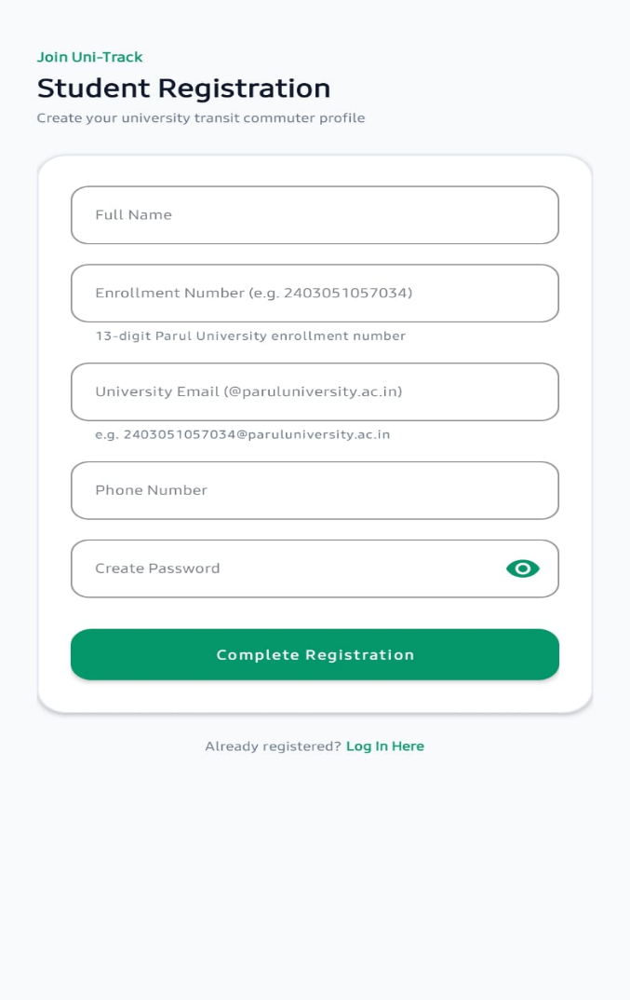 Join Uni-Track
Student Registration
Create your university transit commuter profile
Full Name
Enrollment Number (e.g. 2403051057034)
13-digit Parul University enrollment number
University Email (@paruluniversity.ac.in)
e.g. 2403051057034@paruluniversity.ac.in
Phone Number
Create Password
Complete Registration
Already registered? Log In Here